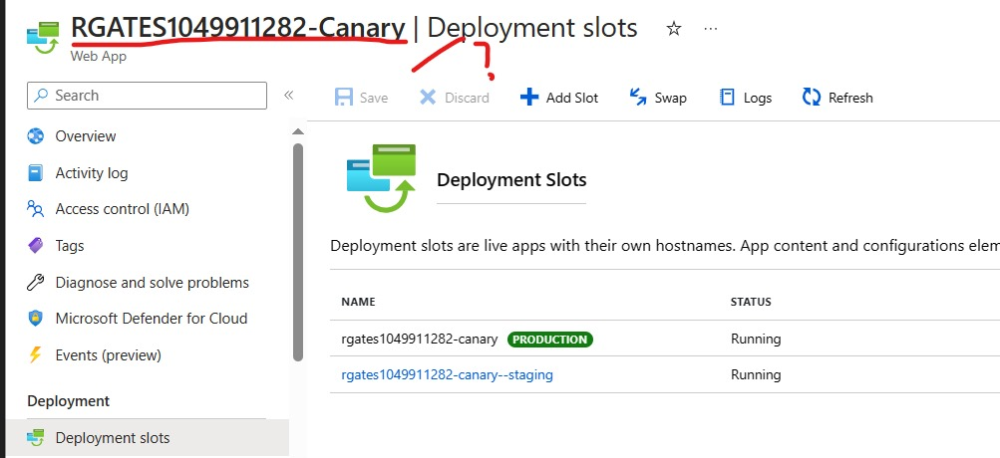 RGATES1049911282-Canary | Deployment slots ☆ ···
Web App
Search «
Save Discard Add Slot Swap Logs Refresh
Overview
Activity log
Access control (IAM)
Tags
Diagnose and solve problems
Microsoft Defender for Cloud
Events (preview)
Deployment
Deployment slots
?
Deployment Slots
Deployment slots are live apps with their own hostnames. App content and configurations elem
NAME STATUS
rgates1049911282-canary PRODUCTION Running
rgates1049911282-canary--staging Running